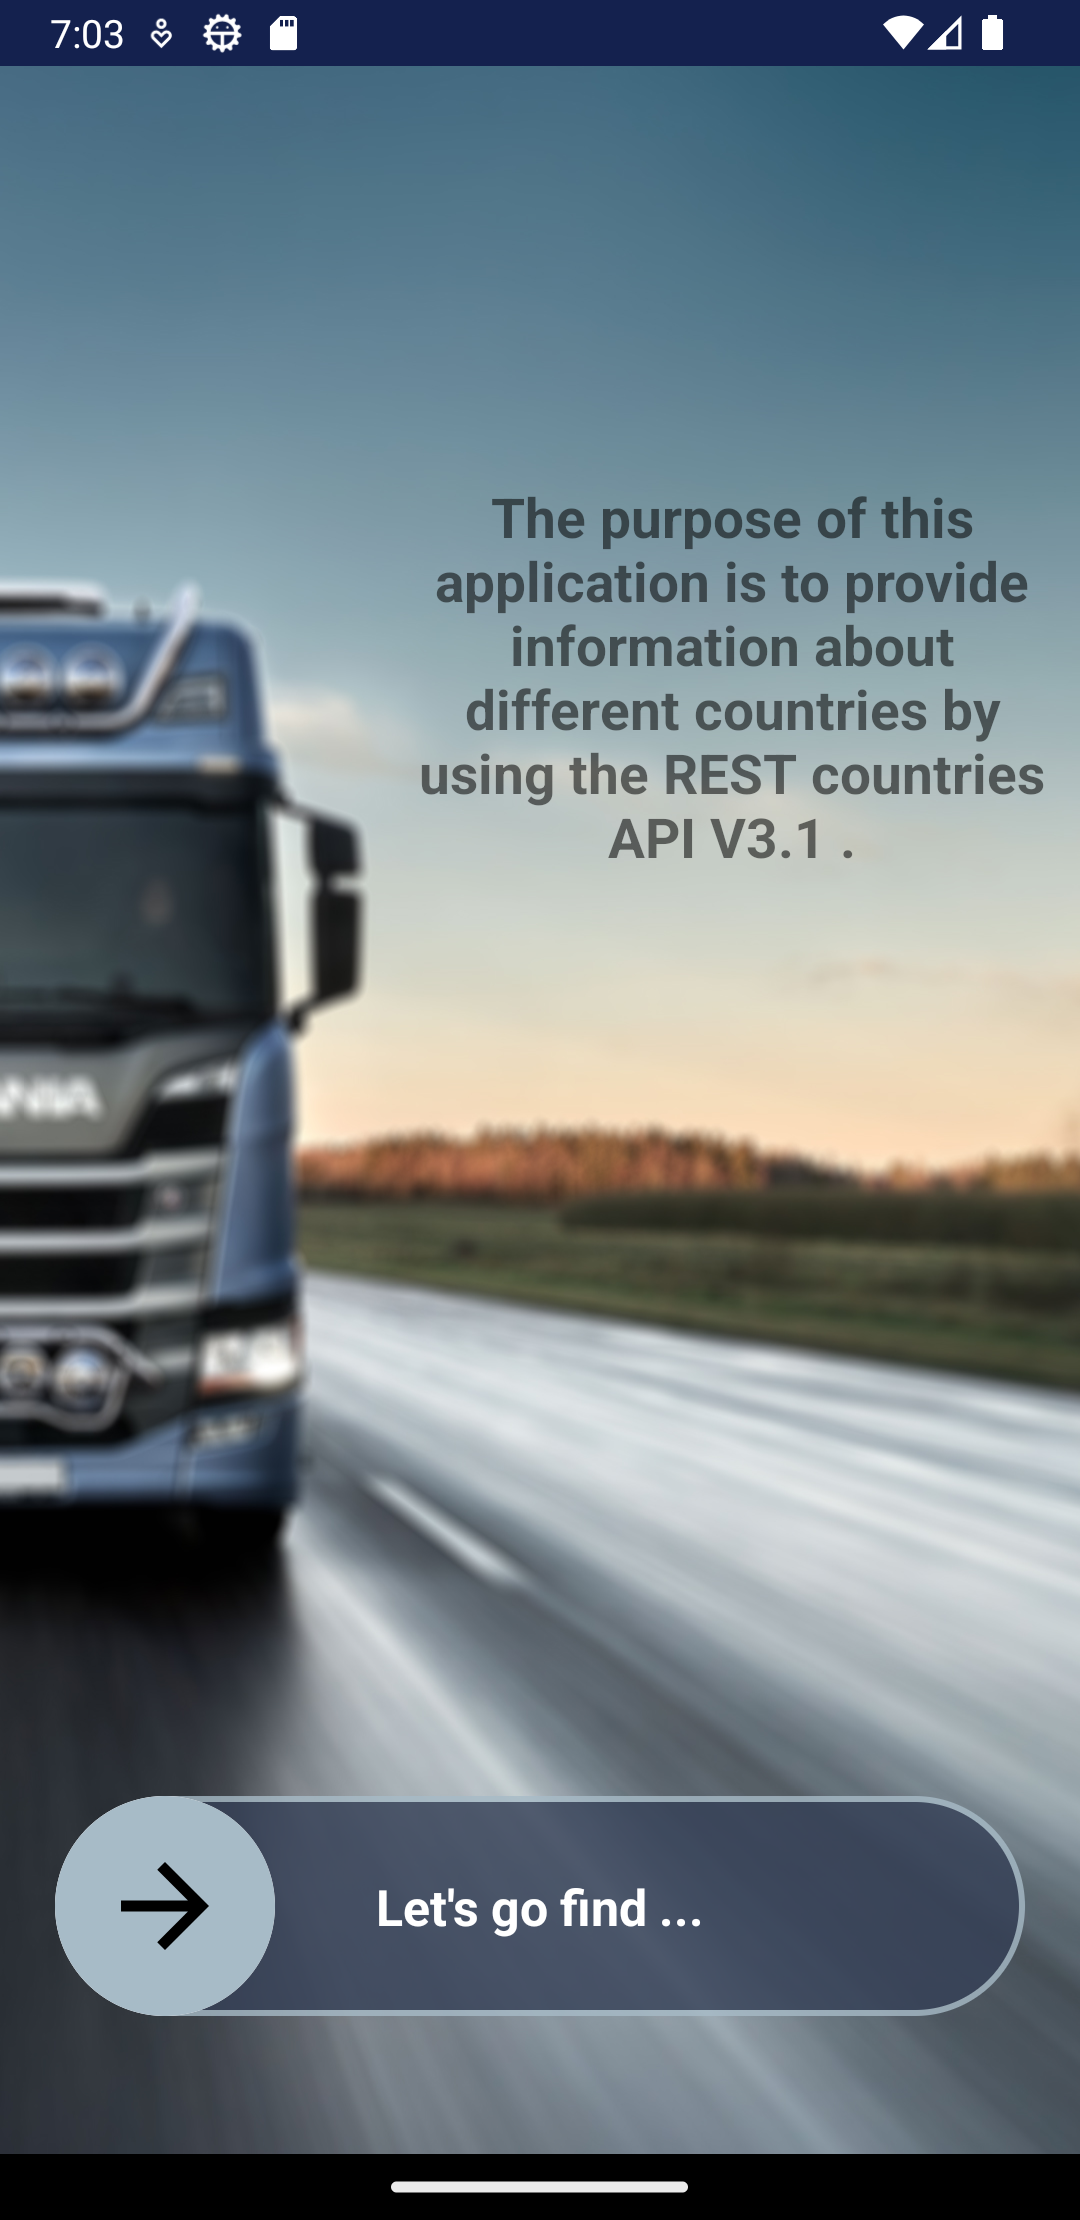 7:03
The purpose of this
application is to provide
information about
different countries by
using the REST countries
API V3.1 .
NIA
Let's go find ...